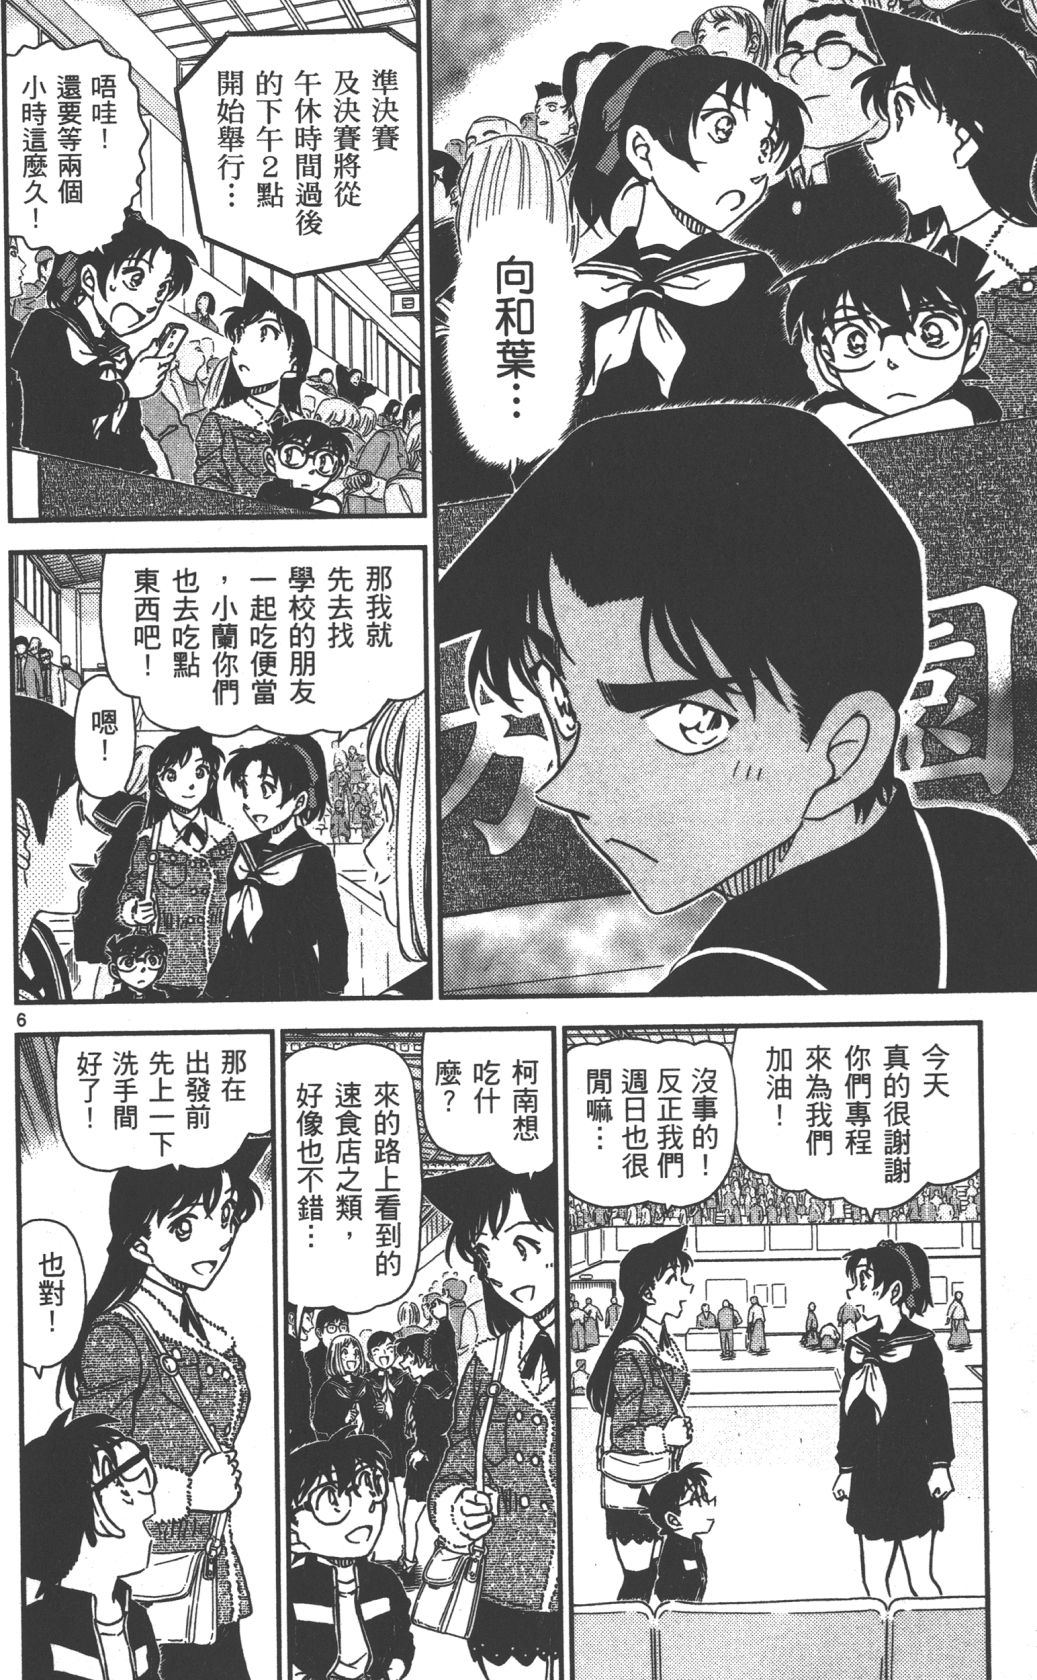 向和葉…
園
準決賽
及決賽將從
午休時間過後
的下午2點
開始舉行…
唔哇！
還要等兩個
小時這麼久！
那我就
先去找
學校的朋友
一起吃便當
，小蘭你們
也去吃點
東西吧！
嗯！
6
今天
真的很謝謝
你們專程
來為我們
加油！
沒事的！
反正我們
週日也很
閒嘛…
柯南想
吃什
麼？
來的路上看到的
速食店之類，
好像也不錯…
那在
出發前
先上一下
洗手間
好了！
也對！